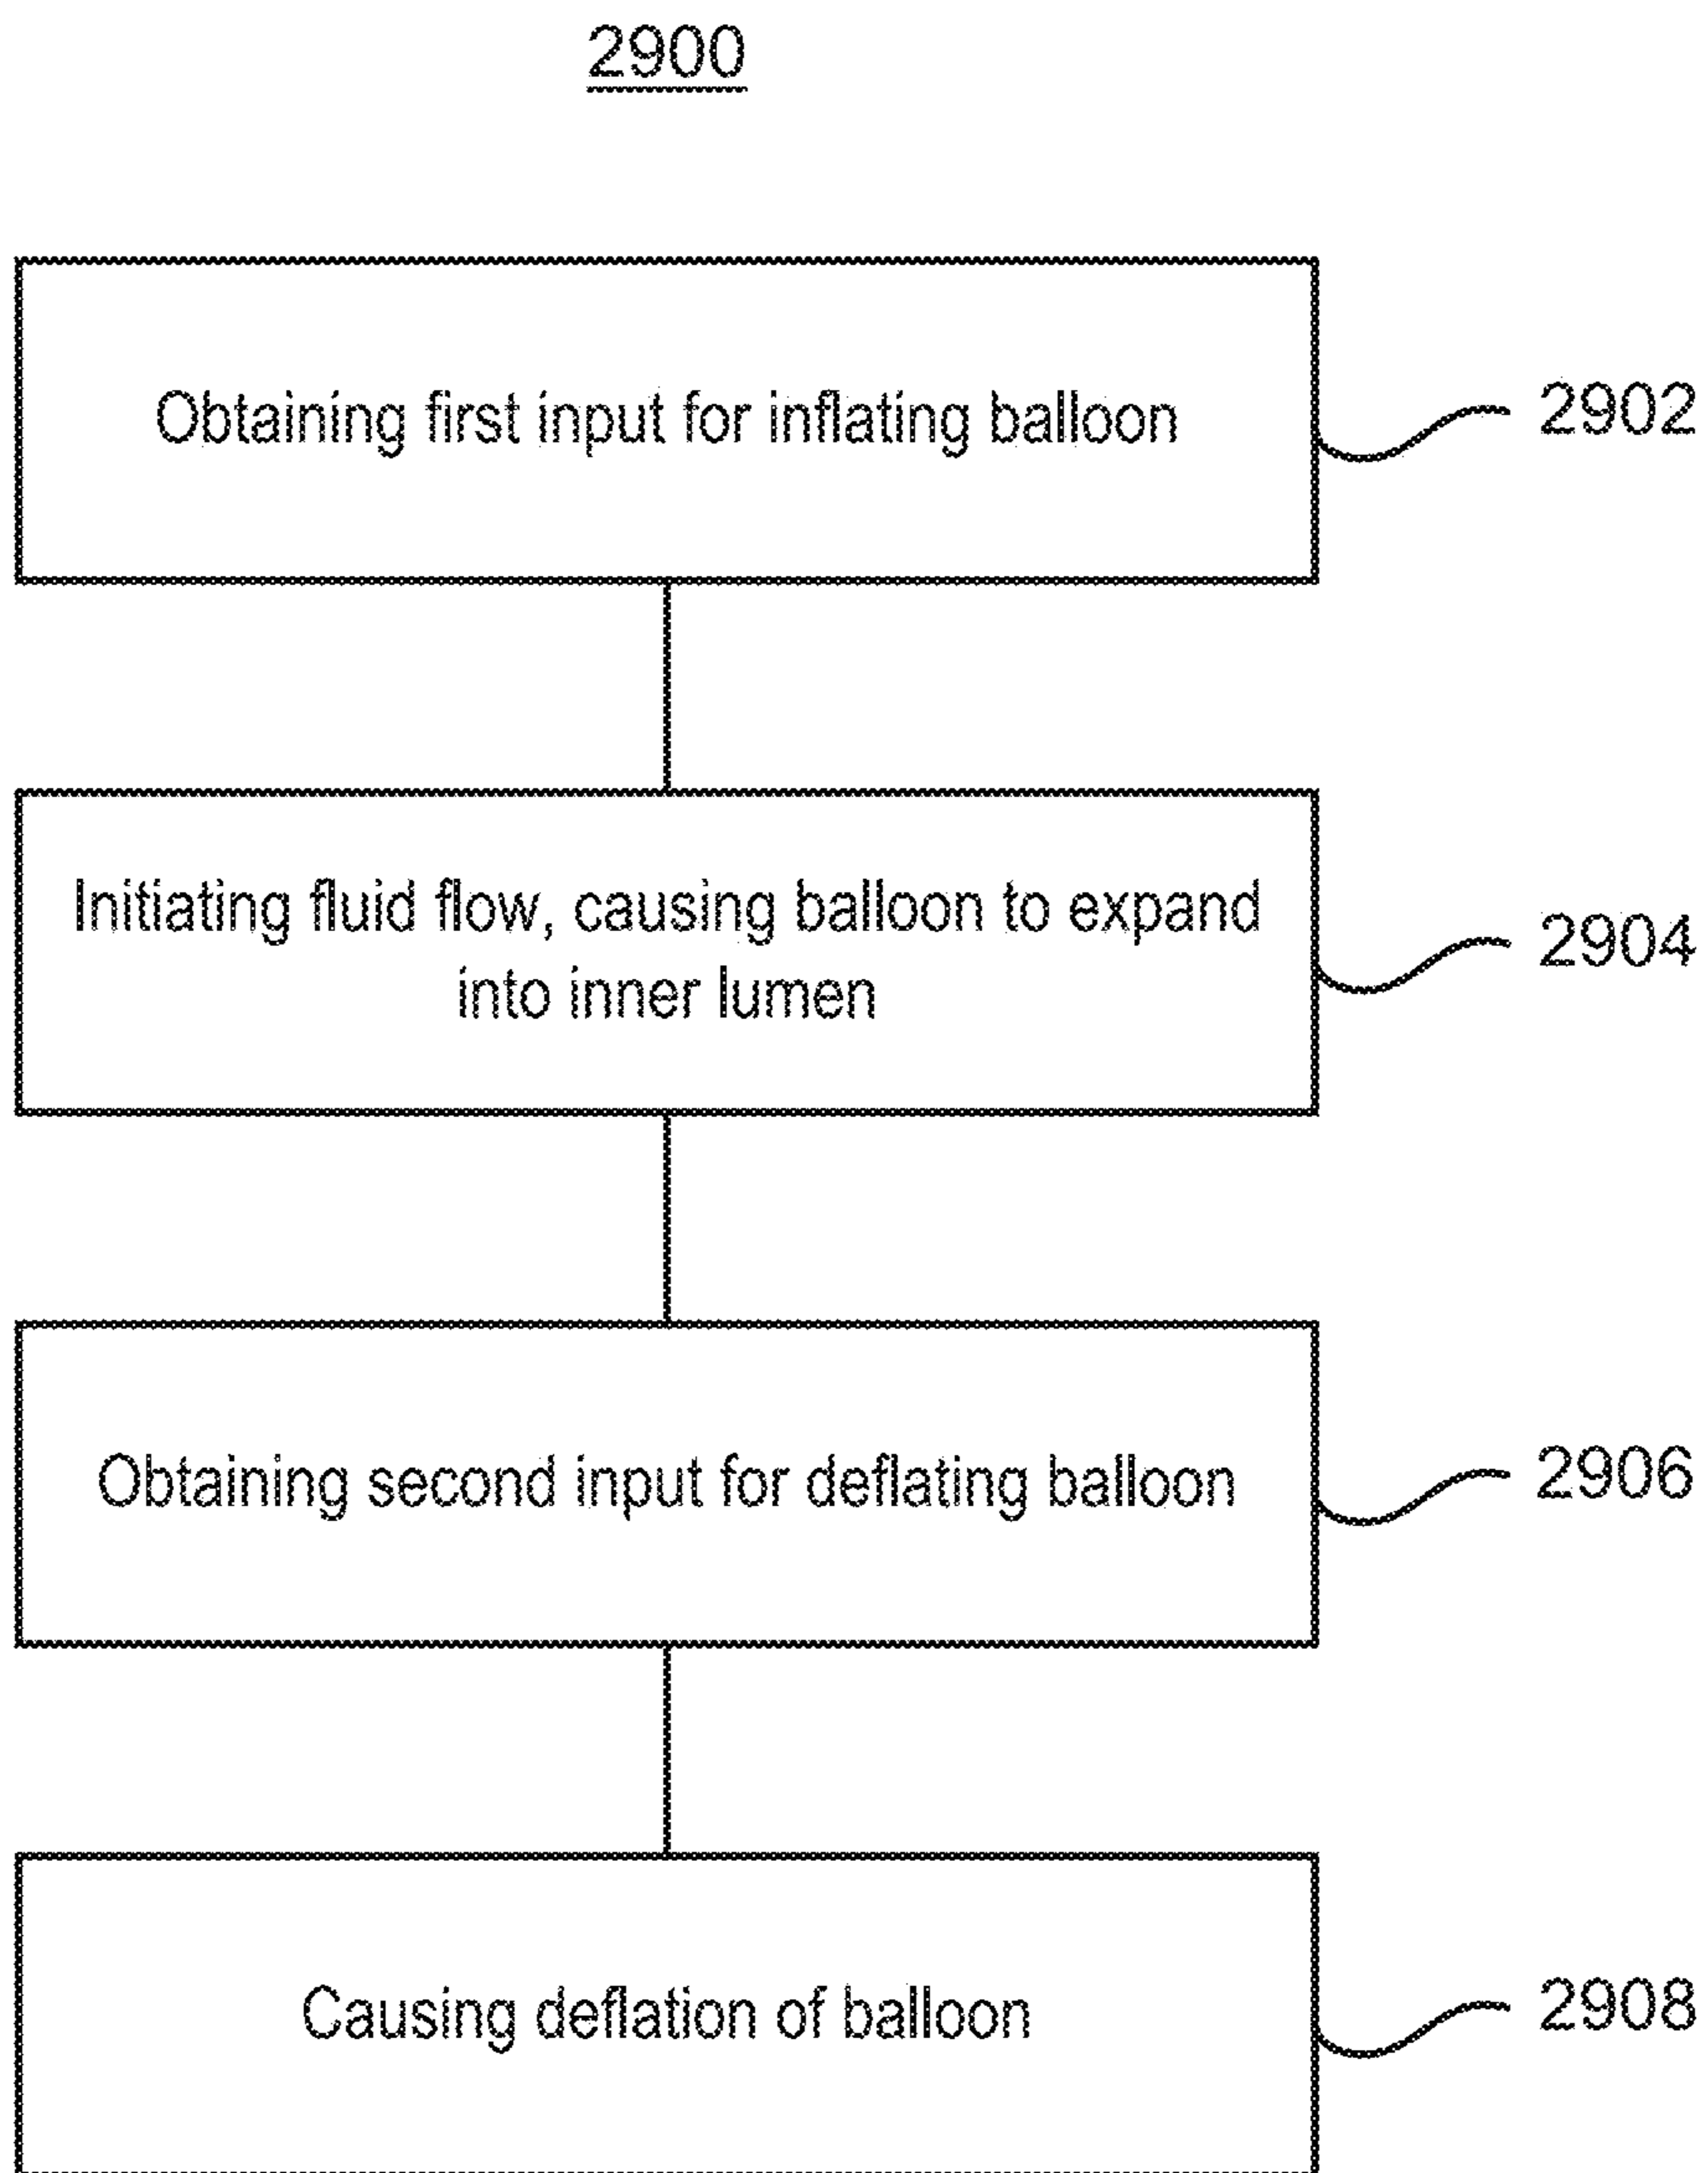 2900
Obtaining first input for inflating balloon
2902
Initiating fluid flow, causing balloon to expand
into inner lumen
2904
Obtaining second input for deflating balloon
2906
Causing deflation of balloon
2908